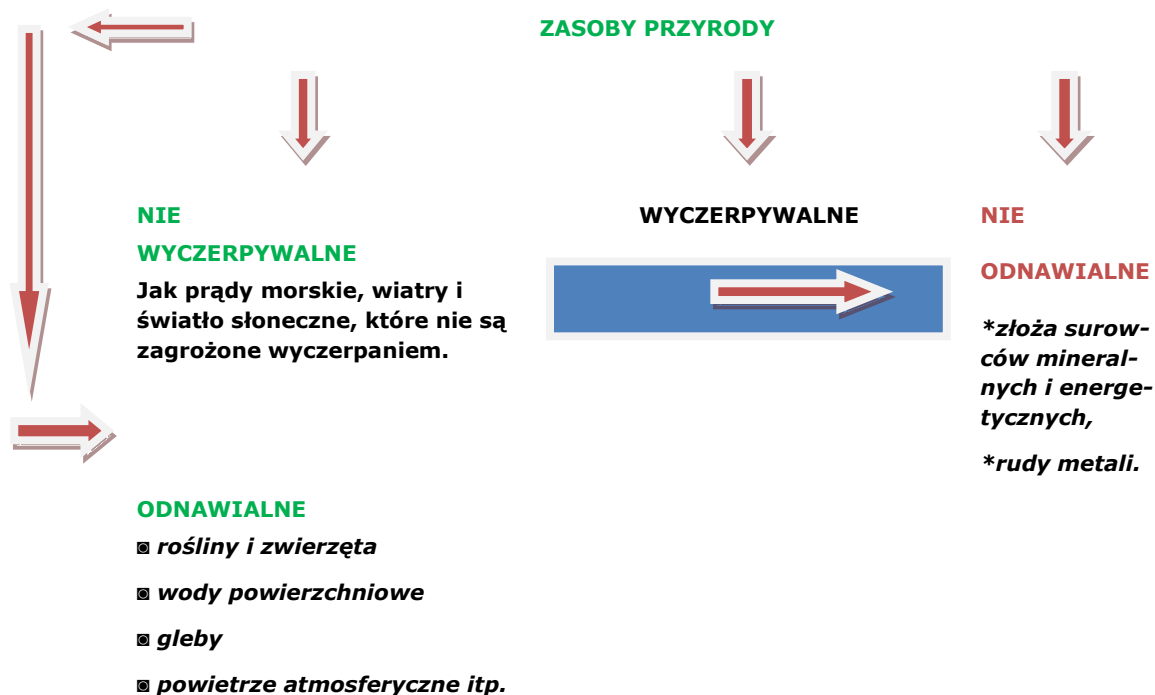 ZASOBY PRZYRODY
NIE
WYCZERPYWALNE
Jak prądy morskie, wiatry i
światło słoneczne, które nie są
zagrożone wyczerpaniem.
WYCZERPYWALNE
NIE
ODNAWIALNE
*złoża surow-
ców mineral-
nych i energe-
tycznych,
*rudy metali.
ODNAWIALNE
◙ rośliny i zwierzęta
◙ wody powierzchniowe
◙ gleby
◙ powietrze atmosferyczne itp.